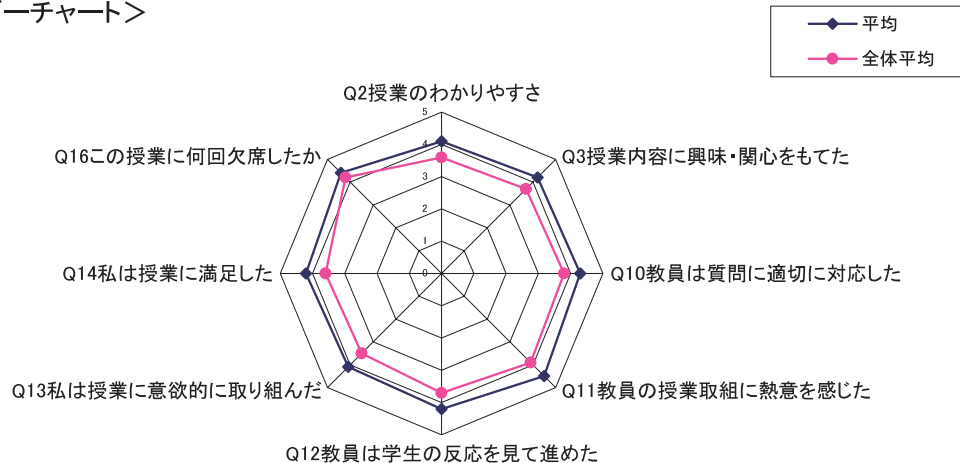 ーチャート＞
平均
全体平均
Q2授業のわかりやすさ
Q3授業内容に興味・関心をもてた
Q10教員は質問に適切に対応した
Q11教員の授業取組に熱意を感じた
Q12教員は学生の反応を見て進めた
Q13私は授業に意欲的に取り組んだ
Q14私は授業に満足した
Q16この授業に何回欠席したか
5
4
3
2
1
0